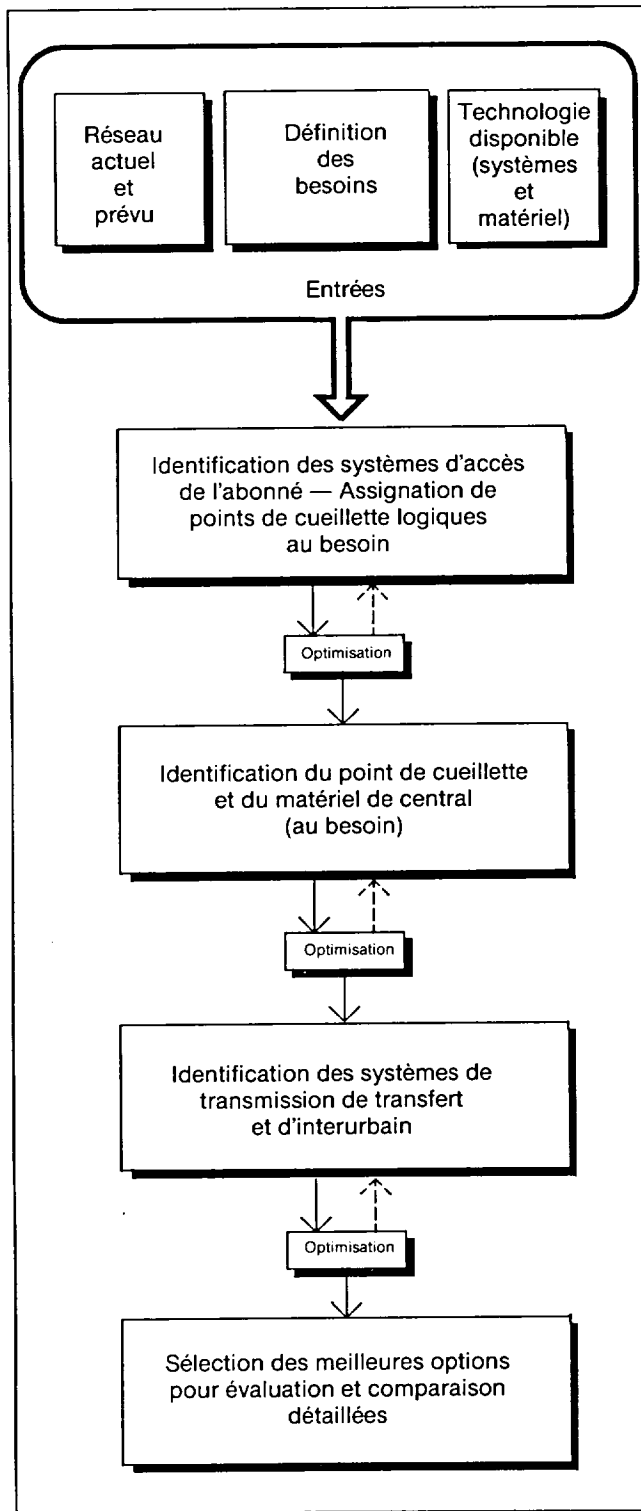 Réseau
actuel
et
prévu
Définition
des
besoins
Technologie
disponible
(systèmes
et
matériel)
Entrées
Identification des systèmes d'accès
de l'abonné — Assignation de
points de cueillette logiques
au besoin
Optimisation
Identification du point de cueillette
et du matériel de central
(au besoin)
Optimisation
Identification des systèmes de
transmission de transfert
et d'interurbain
Optimisation
Sélection des meilleures options
pour évaluation et comparaison
détaillées